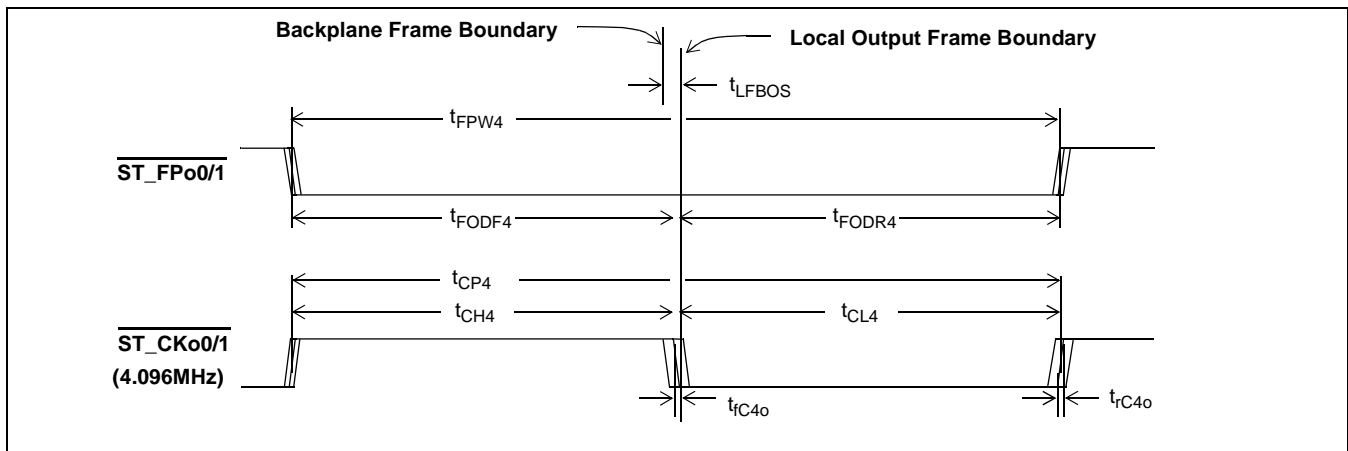 Backplane Frame Boundary
Local Output Frame Boundary
tLFBOS
tFPW4
ST_FPo0/1
tFODF4
tFODR4
tCP4
tCH4
tCL4
ST_CKo0/1
(4.096MHz)
tfC4o
trC4o